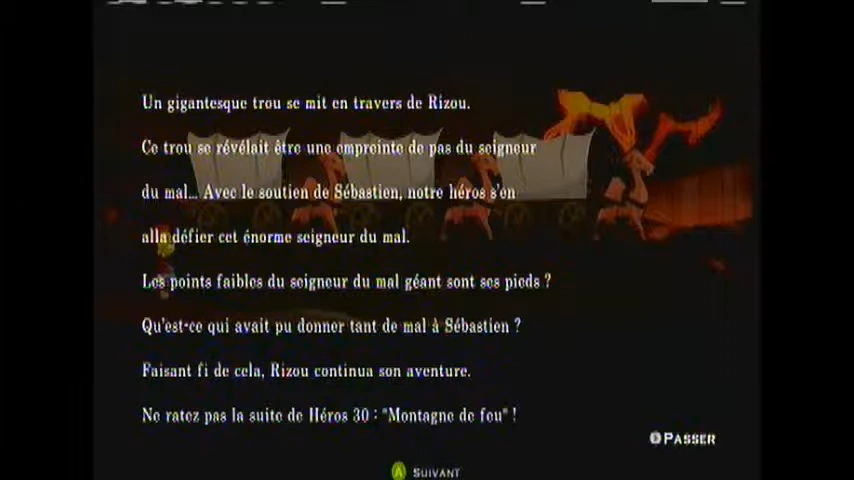 Un gigantesque trou se mit en travers de Rizou.
Ce trou se révélait être une empreinte de pas du seigneur
du mal... Avec le soutien de Sébastien, notre héros s'en
alla défier cet énorme seigneur du mal.
Les points faibles du seigneur du mal géant sont ses pieds ?
Qu'est-ce qui avait pu donner tant de mal à Sébastien ?
Faisant fi de cela, Rizou continua son aventure.
Ne ratez pas la suite de Héros 30 : "Montagne de feu" !
PASSER
A SUIVANT